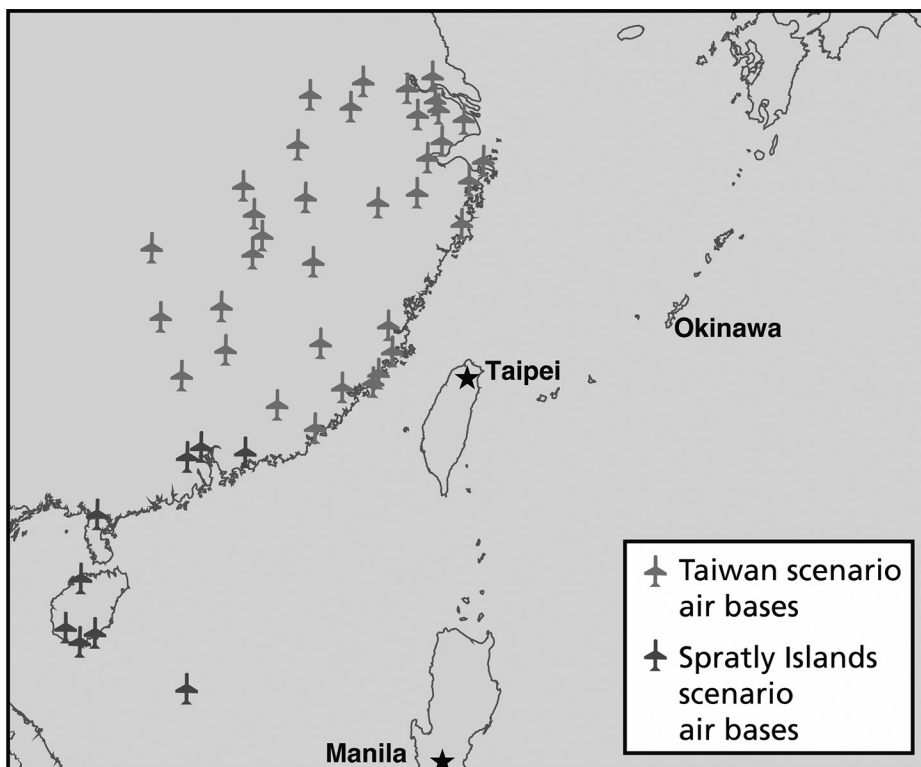 Okinawa
Taipei
Taiwan scenario
air bases
Spratly Islands
scenario
air bases
Manila